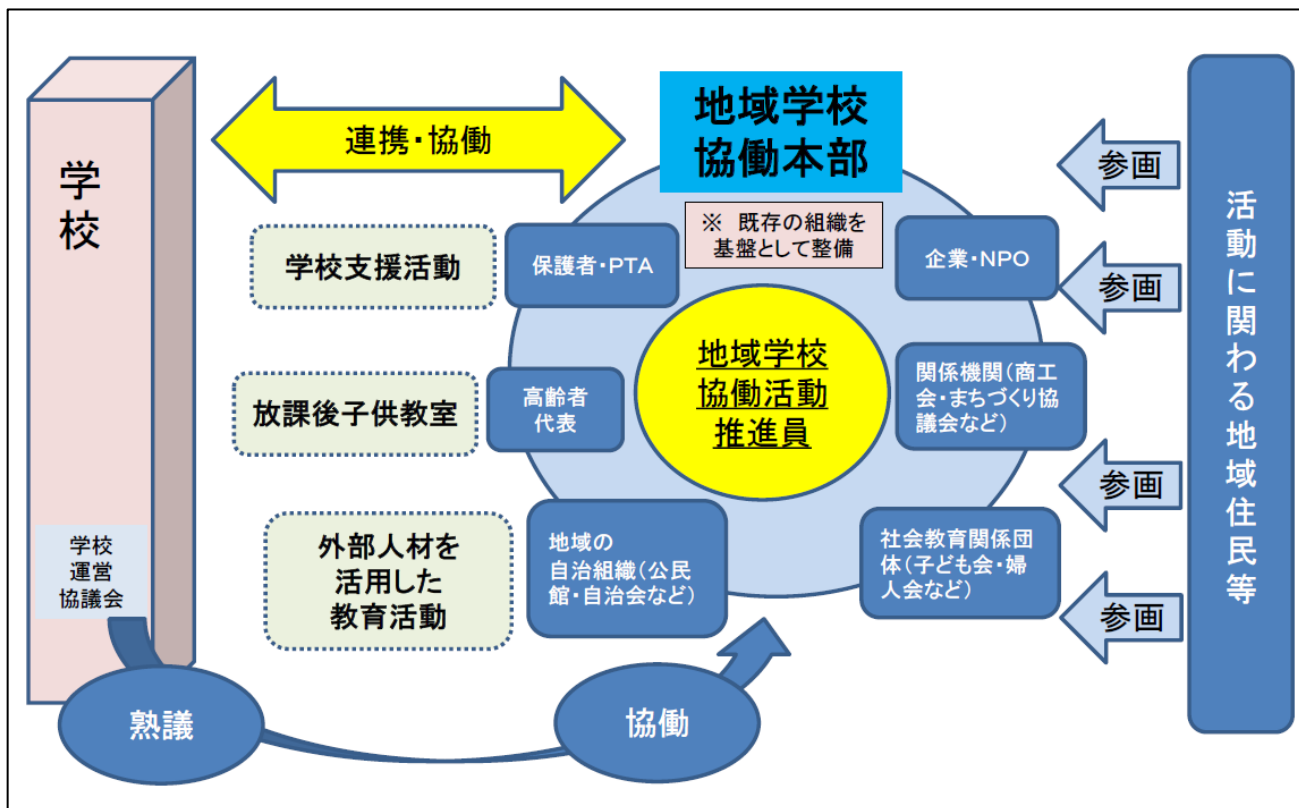 学校
連携・協働
地域学校
協働本部
※ 既存の組織を
基盤として整備
学校支援活動
放課後子供教室
外部人材を
活用した
教育活動
保護者・PTA
高齢者
代表
地域の
自治組織(公民
館・自治会など)
地域学校
協働活動
推進員
企業・NPO
関係機関(商工
会・まちづくり協
議会など)
社会教育関係団
体(子ども会・婦
人会など)
参画
参画
参画
参画
活動に関わる地域住民等
学校
運営
協議会
熟議
協働